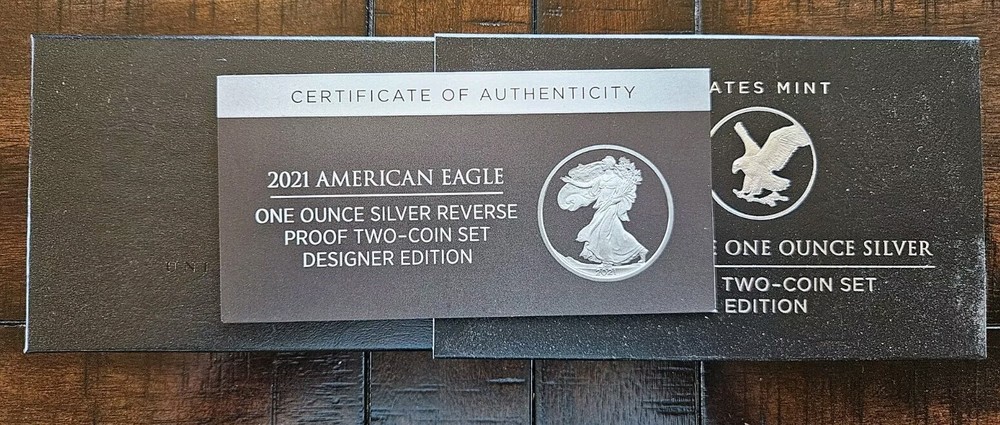 CERTIFICATE OF AUTHENTICITY
2021 AMERICAN EAGLE
ONE OUNCE SILVER REVERSE
PROOF TWO-COIN SET
DESIGNER EDITION
2021
ATES MINT
ONE OUNCE SILVER
TWO-COIN SET
EDITION